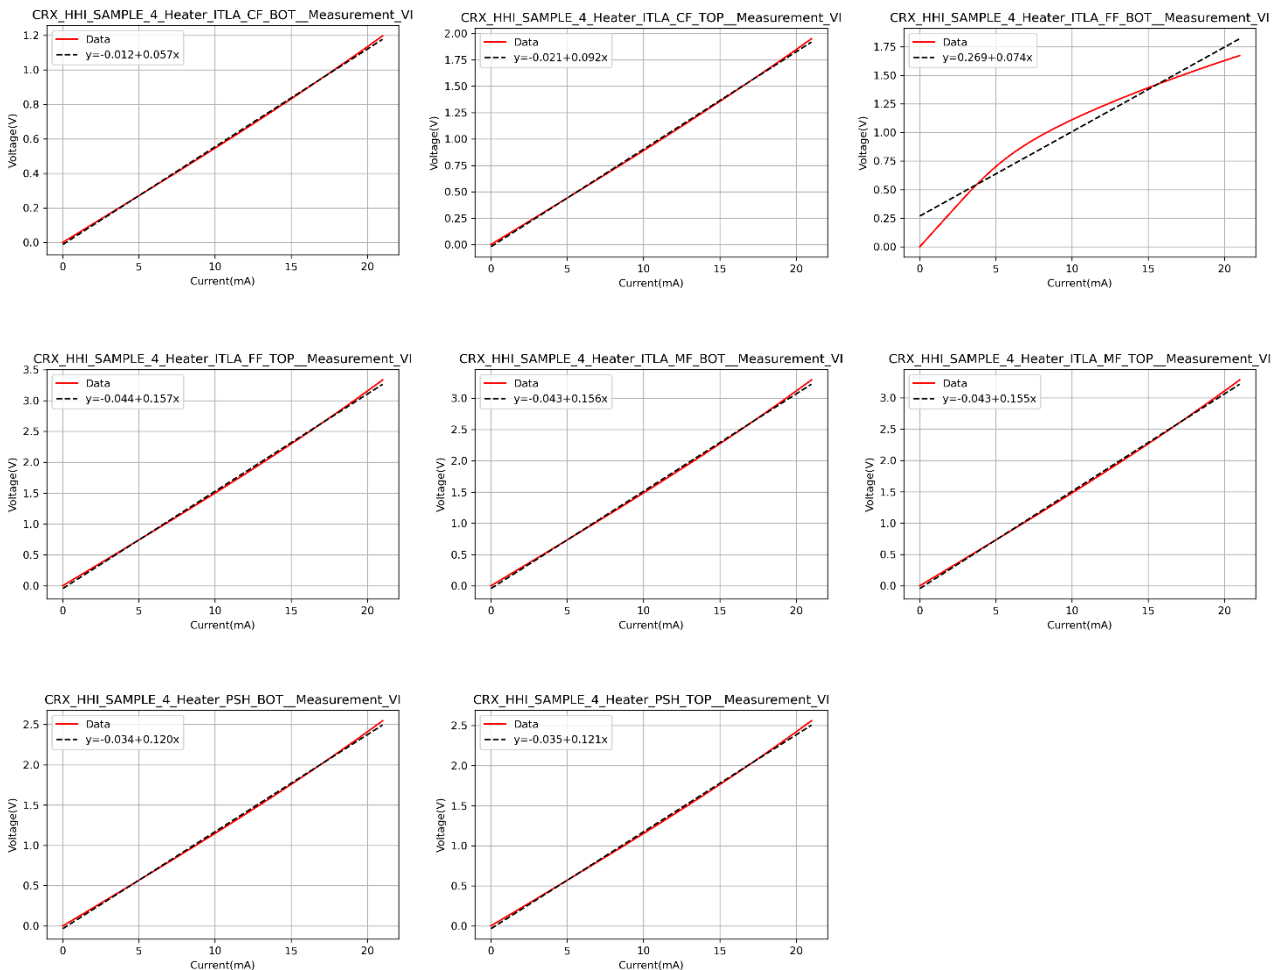 CRX_HHI_SAMPLE_4_Heater_ITLA_CF_BOT__Measurement_VI
Data
y=-0.012+0.057x
1.2
1.0
0.8
0.6
0.4
0.2
0.0
Voltage(V)
0 5 10 15 20
Current(mA)
CRX_HHI_SAMPLE_4_Heater_ITLA_CF_TOP__Measurement_VI
Data
y=-0.021+0.092x
2.00
1.75
1.50
1.25
1.00
0.75
0.50
0.25
0.00
Voltage(V)
0 5 10 15 20
Current(mA)
CRX_HHI_SAMPLE_4_Heater_ITLA_FF_BOT__Measurement_VI
Data
y=0.269+0.074x
1.75
1.50
1.25
1.00
0.75
0.50
0.25
0.00
Voltage(V)
0 5 10 15 20
Current(mA)
CRX_HHI_SAMPLE_4_Heater_ITLA_FF_TOP__Measurement_VI
Data
y=-0.044+0.157x
3.5
3.0
2.5
2.0
1.5
1.0
0.5
0.0
Voltage(V)
0 5 10 15 20
Current(mA)
CRX_HHI_SAMPLE_4_Heater_ITLA_MF_BOT__Measurement_VI
Data
y=-0.043+0.156x
3.0
2.5
2.0
1.5
1.0
0.5
0.0
Voltage(V)
0 5 10 15 20
Current(mA)
CRX_HHI_SAMPLE_4_Heater_ITLA_MF_TOP__Measurement_VI
Data
y=-0.043+0.155x
3.0
2.5
2.0
1.5
1.0
0.5
0.0
Voltage(V)
0 5 10 15 20
Current(mA)
CRX_HHI_SAMPLE_4_Heater_PSH_BOT__Measurement_VI
Data
y=-0.034+0.120x
2.5
2.0
1.5
1.0
0.5
0.0
Voltage(V)
0 5 10 15 20
Current(mA)
CRX_HHI_SAMPLE_4_Heater_PSH_TOP__Measurement_VI
Data
y=-0.035+0.121x
2.5
2.0
1.5
1.0
0.5
0.0
Voltage(V)
0 5 10 15 20
Current(mA)